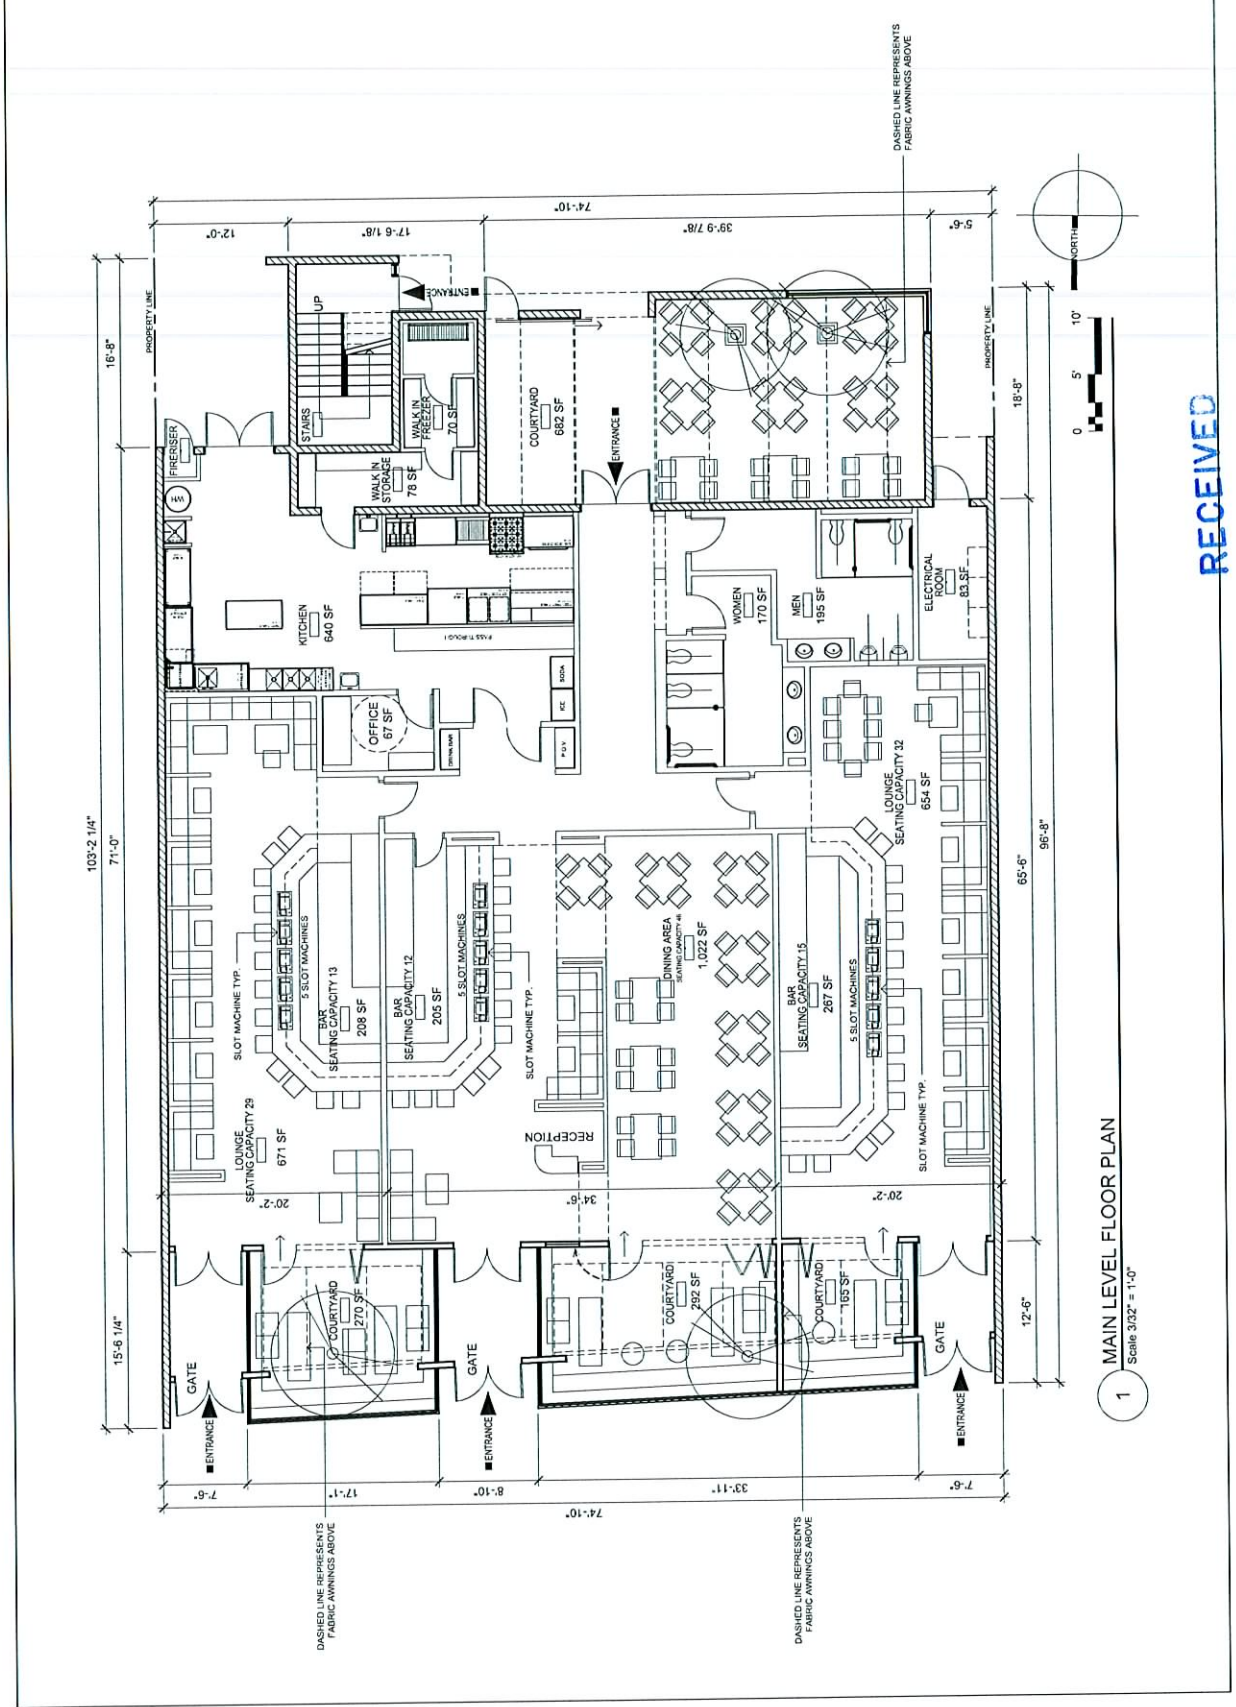 DASHED LINE REPRESENTS
FABRIC AWNINGS ABOVE
103'-2 1/4"
15'-6 1/4"
71'-0"
16'-8"
PROPERTY LINE
74'-10"
12'-0"
17'-6 1/8"
39'-9 7/8"
5'-6"
FIRERISER
WH
STAIRS
UP
ENTRANCE
WALK IN
FREEZER
70 SF
WALK IN
STORAGE
78 SF
COURTYARD
682 SF
ENTRANCE
KITCHEN
640 SF
PASS THROUGH
SODA
ICE
P.O.V
OFFICE
67 SF
WOMEN
170 SF
MEN
195 SF
ELECTRICAL
ROOM
83 SF
SLOT MACHINE TYP.
5 SLOT MACHINES
BAR
SEATING CAPACITY 13
208 SF
LOUNGE
SEATING CAPACITY 29
671 SF
BAR
SEATING CAPACITY 12
205 SF
5 SLOT MACHINES
SLOT MACHINE TYP.
RECEPTION
DINING AREA
SEATING CAPACITY 46
1,022 SF
BAR
SEATING CAPACITY 15
267 SF
5 SLOT MACHINES
SLOT MACHINE TYP.
LOUNGE
SEATING CAPACITY 32
654 SF
20'-2"
34'-6"
20'-2"
GATE
ENTRANCE
COURTYARD
270 SF
GATE
ENTRANCE
COURTYARD
292 SF
COURTYARD
165 SF
GATE
ENTRANCE
7'-6"
17'-1"
8'-10"
33'-11"
7'-6"
74'-10"
DASHED LINE REPRESENTS
FABRIC AWNINGS ABOVE
DASHED LINE REPRESENTS
FABRIC AWNINGS ABOVE
PROPERTY LINE
12'-6"
65'-6"
18'-8"
96'-8"
0 5' 10'
NORTH
1
MAIN LEVEL FLOOR PLAN
Scale 3/32" = 1'-0"
RECEIVED